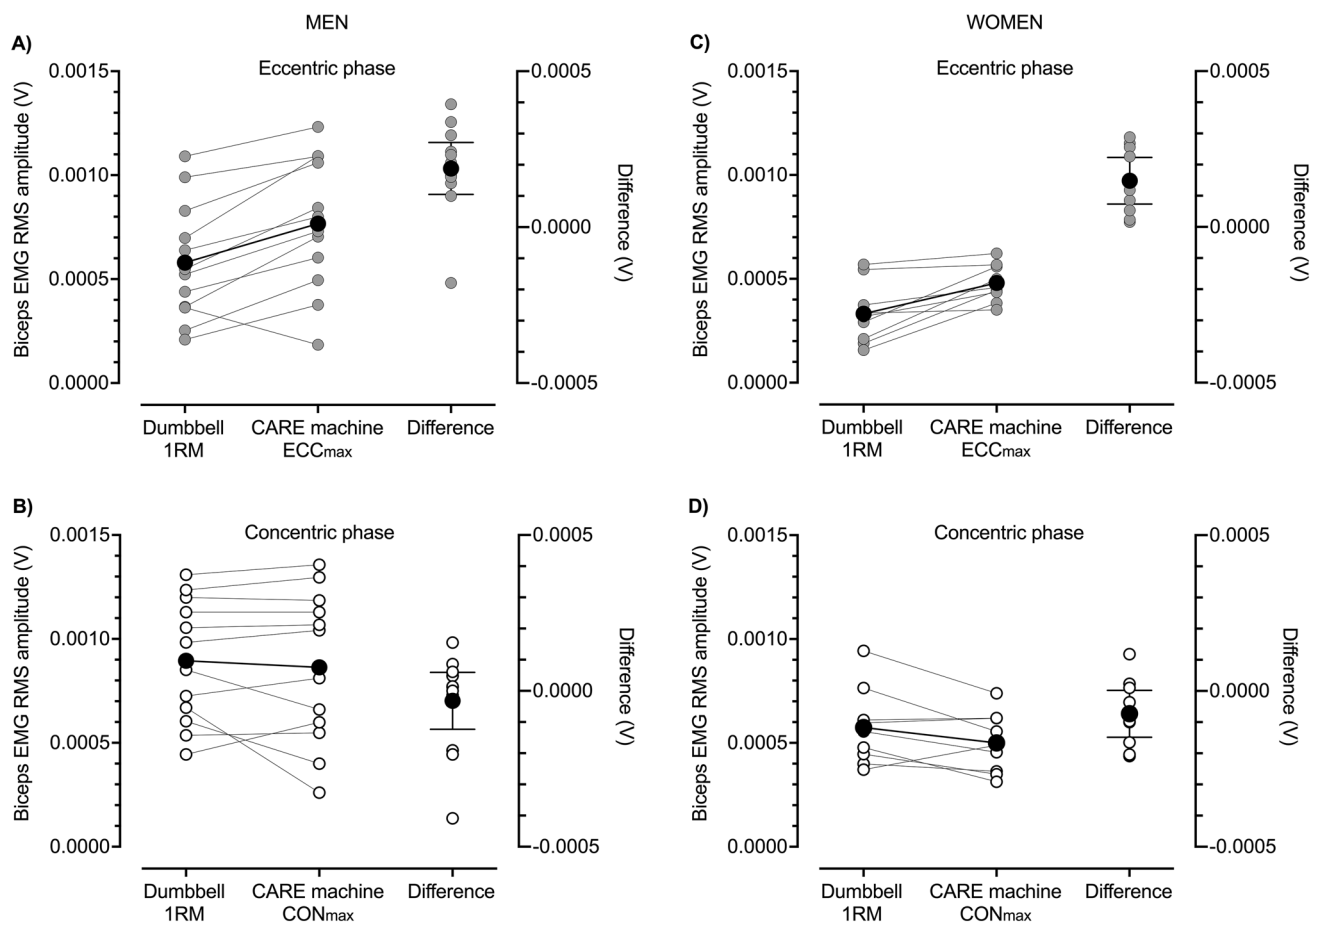 MEN
A)
Eccentric phase
Biceps EMG RMS amplitude (V)
0.0015
0.0010
0.0005
0.0000
0.0005
0.0000
-0.0005
Difference (V)
Dumbbell
1RM
CARE machine
ECCmax
Difference
WOMEN
C)
Eccentric phase
Biceps EMG RMS amplitude (V)
0.0015
0.0010
0.0005
0.0000
0.0005
0.0000
-0.0005
Difference (V)
Dumbbell
1RM
CARE machine
ECCmax
Difference
B)
Concentric phase
Biceps EMG RMS amplitude (V)
0.0015
0.0010
0.0005
0.0000
0.0005
0.0000
-0.0005
Difference (V)
Dumbbell
1RM
CARE machine
CONmax
Difference
D)
Concentric phase
Biceps EMG RMS amplitude (V)
0.0015
0.0010
0.0005
0.0000
0.0005
0.0000
-0.0005
Difference (V)
Dumbbell
1RM
CARE machine
CONmax
Difference